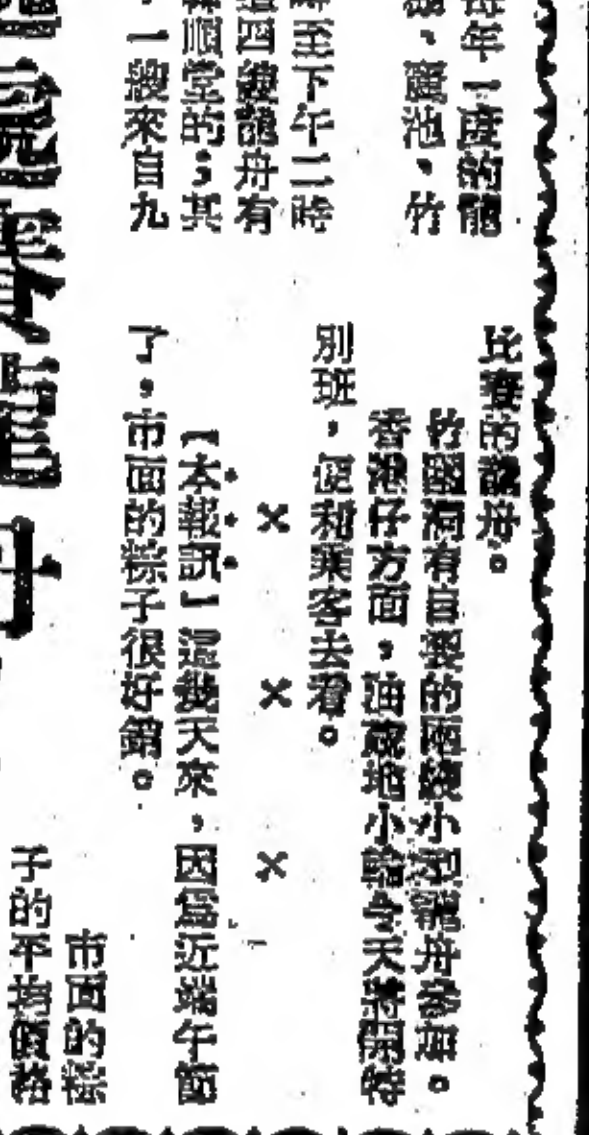 每年一度的龍
湖、麗池、竹
時至下午二時
這四艘龍舟有
順堂的;其
,一艘來自九
比賽的龍舟。
竹園洞有自製的兩艘小型龍舟參加。
香港仔方面,油蔴地小輪今天將開特
別班,便利乘客去看。
× × ×
【本報訊】這幾天來,因爲近端午節
了,市面的粽子很好銷。
市面的粽
子的平均價格
龍舟